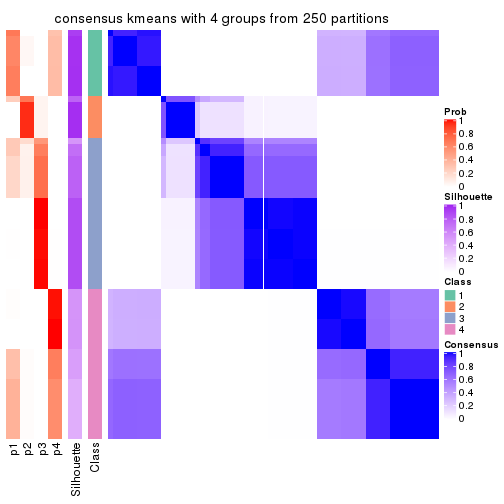 consensus kmeans with 4 groups from 250 partitions
Prob
1
0.8
0.6
0.4
0.2
0
Silhouette
1
0.8
0.6
0.4
0.2
0
Class
1
2
3
4
Consensus
1
0.8
0.6
0.4
0.2
0
p1
p2
p3
p4
Silhouette
Class